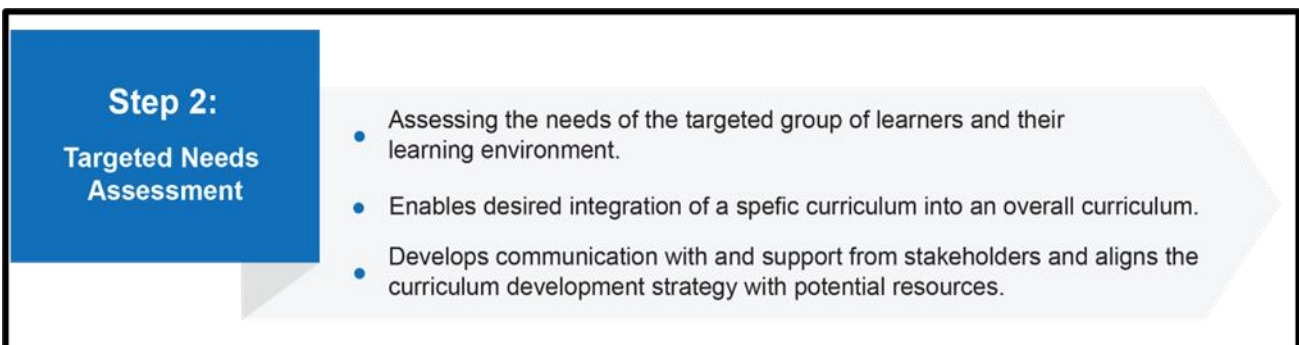 Step 2:
Targeted Needs
Assessment
• Assessing the needs of the targeted group of learners and their
learning environment.
• Enables desired integration of a spefic curriculum into an overall curriculum.
• Develops communication with and support from stakeholders and aligns the
curriculum development strategy with potential resources.